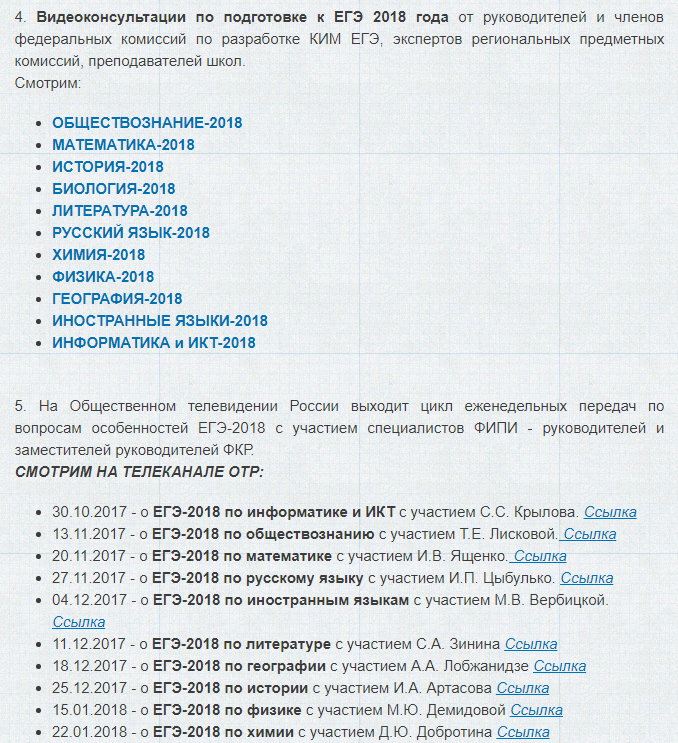 4. Видеоконсультации по подготовке к ЕГЭ 2018 года от руководителей и членов
федеральных комиссий по разработке КИМ ЕГЭ, экспертов региональных предметных
комиссий, преподавателей школ.
Смотрим:
ОБЩЕСТВОЗНАНИЕ-2018
МАТЕМАТИКА-2018
ИСТОРИЯ-2018
БИОЛОГИЯ-2018
ЛИТЕРАТУРА-2018
РУССКИЙ ЯЗЫК-2018
ХИМИЯ-2018
ФИЗИКА-2018
ГЕОГРАФИЯ-2018
ИНОСТРАННЫЕ ЯЗЫКИ-2018
ИНФОРМАТИКА и ИКТ-2018
5. На Общественном телевидении России выходит цикл еженедельных передач по
вопросам особенностей ЕГЭ-2018 с участием специалистов ФИПИ - руководителей и
заместителей руководителей ФКР.
СМОТРИМ НА ТЕЛЕКАНАЛЕ ОТР:
30.10.2017 - о ЕГЭ-2018 по информатике и ИКТ с участием С.С. Крылова. Ссылка
13.11.2017 - о ЕГЭ-2018 по обществознанию с участием Т.Е. Лисковой. Ссылка
20.11.2017 - о ЕГЭ-2018 по математике с участием И.В. Ященко. Ссылка
27.11.2017 - о ЕГЭ-2018 по русскому языку с участием И.П. Цыбулько. Ссылка
04.12.2017 - о ЕГЭ-2018 по иностранным языкам с участием М.В. Вербицкой.
Ссылка
11.12.2017 - о ЕГЭ-2018 по литературе с участием С.А. Зинина Ссылка
18.12.2017 - о ЕГЭ-2018 по географии с участием А.А. Лобжанидзе Ссылка
25.12.2017 - о ЕГЭ-2018 по истории с участием И.А. Артасова Ссылка
15.01.2018 - о ЕГЭ-2018 по физике с участием М.Ю. Демидовой Ссылка
22.01.2018 - о ЕГЭ-2018 по химии с участием Д.Ю. Добротина Ссылка